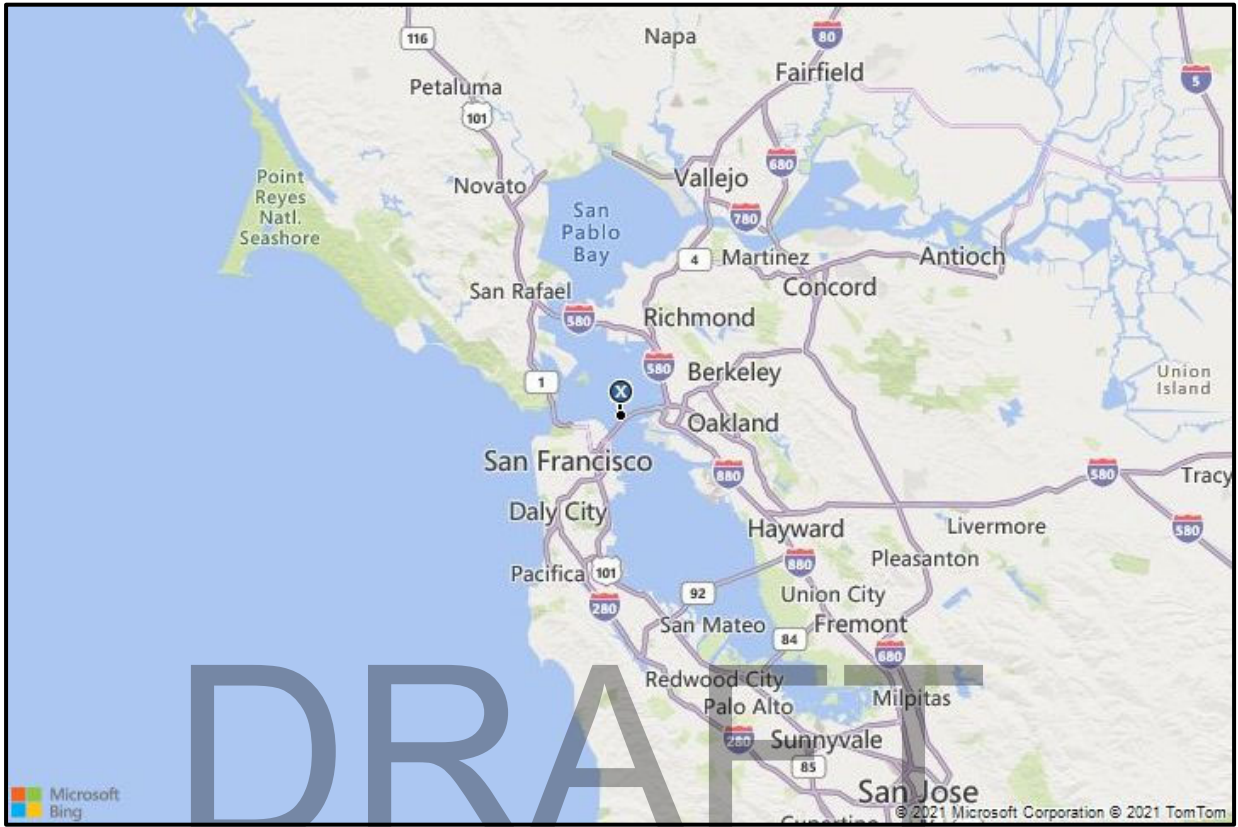 116
Napa
80
Fairfield
5
Petaluma
101
680
Point
Reyes
Natl.
Seashore
Novato
Vallejo
San
Pablo
Bay
780
4
Martinez
Antioch
Concord
San Rafael
580
Richmond
580
Berkeley
1
X
Union
Island
Oakland
San Francisco
880
580
Tracy
Daly City
Hayward
Livermore
580
Pacifica
101
880
Pleasanton
92
Union City
280
San Mateo
84
Fremont
680
Redwood City
Palo Alto
Milpitas
280
Sunnyvale
85
San Jose
DRAFT
Microsoft
Bing
© 2021 Microsoft Corporation © 2021 TomTom